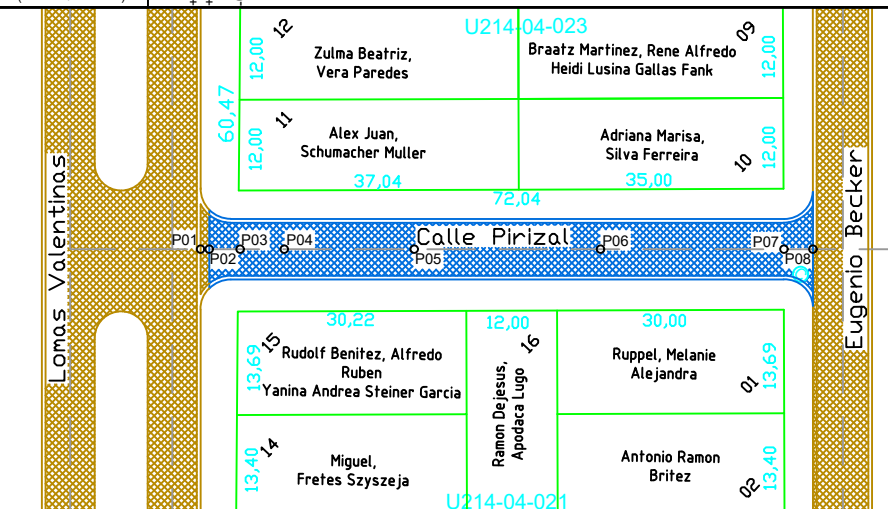 U214-04-023
12
09
12,00
Zulma Beatriz,
Vera Paredes
Braatz Martinez, Rene Alfredo
Heidi Lusina Gallas Fank
12,00
60,47
11
12,00
Alex Juan,
Schumacher Muller
Adriana Marisa,
Silva Ferreira
10
12,00
37,04
35,00
72,04
Lomas Valentinas
Eugenio Becker
Calle Pirizal
P01
P02
P03
P04
P05
P06
P07
P08
30,22
12,00
30,00
15
13,69
Rudolf Benitez, Alfredo
Ruben
Yanina Andrea Steiner Garcia
16
Ramon Dejesus,
Apodaca Lugo
Ruppel, Melanie
Alejandra
01
13,69
14
13,40
Miguel,
Fretes Szyszeja
Antonio Ramon
Britez
02
13,40
U214-04-021